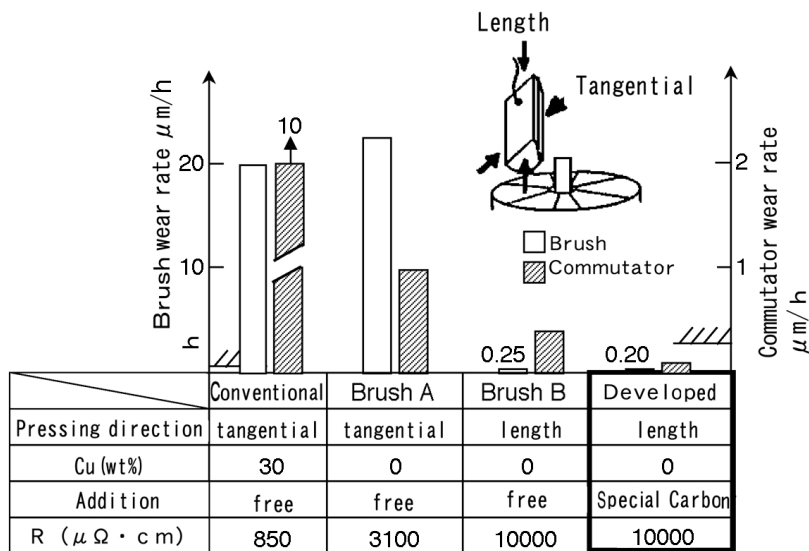 Length
Tangential
Brush wear rate μm/h
h
20
10
10
Brush
Commutator
2
1
Commutator wear rate
μm/h
0.25
0.20
Conventional Brush A Brush B Developed
Pressing direction tangential tangential length length
Cu(wt%) 30 0 0 0
Addition free free free Special Carbon
R (μΩ・cm) 850 3100 10000 10000